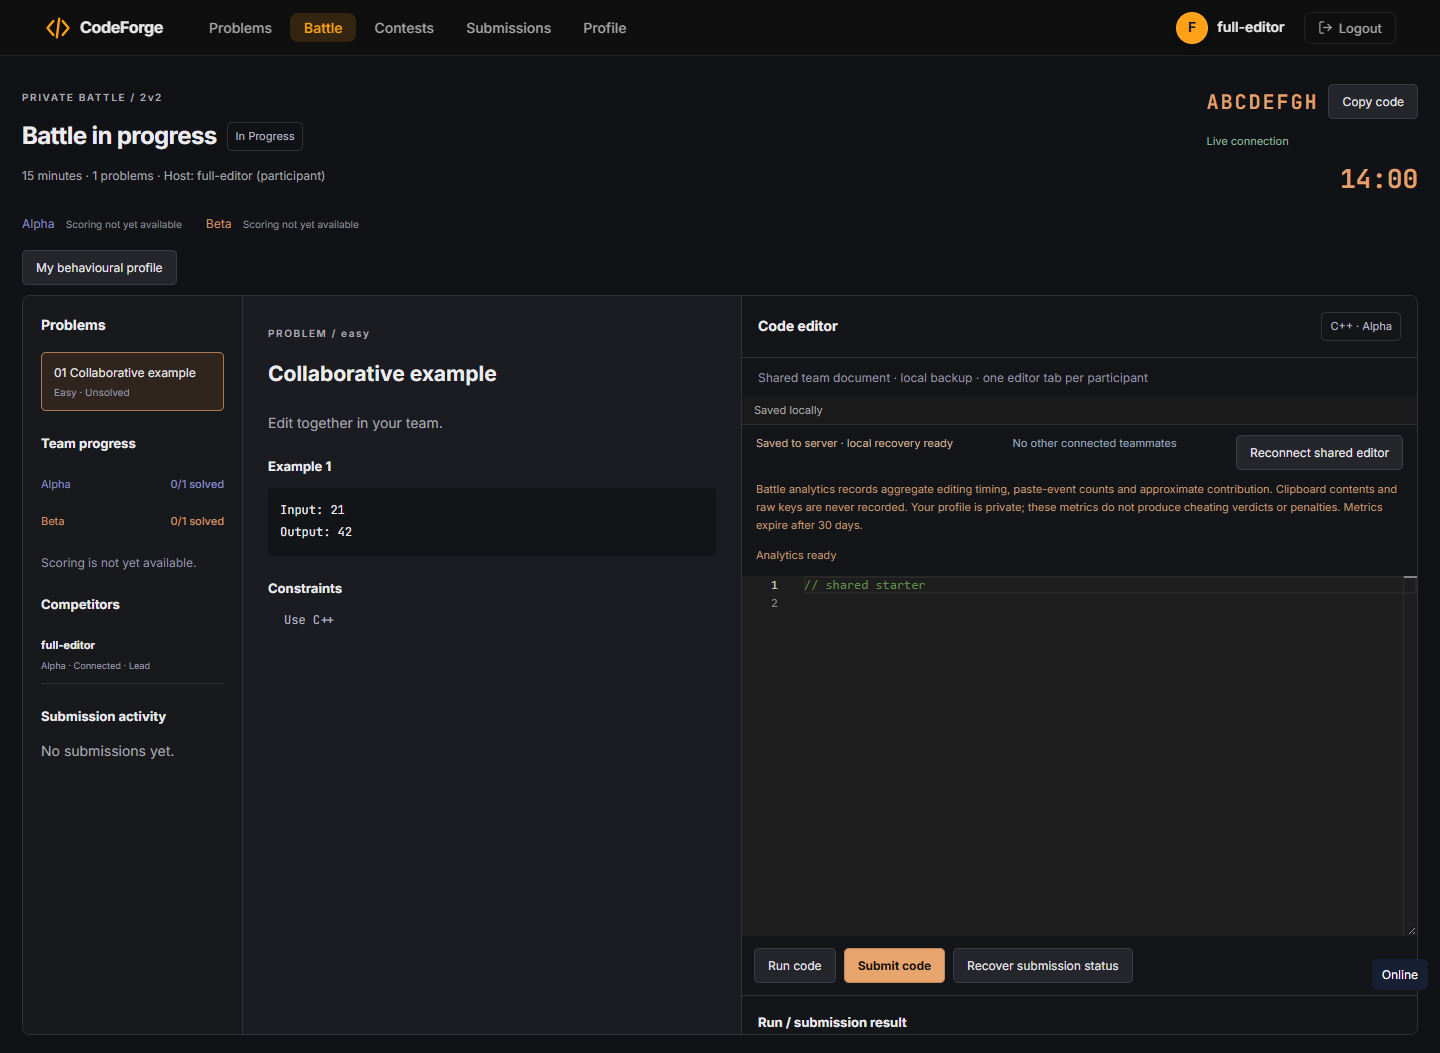 CodeForge
Problems
Battle
Contests
Submissions
Profile
F
full-editor
Logout
PRIVATE BATTLE / 2v2
ABCDEFGH
Copy code
Battle in progress
In Progress
Live connection
15 minutes · 1 problems · Host: full-editor (participant)
14:00
Alpha Scoring not yet available
Beta Scoring not yet available
My behavioural profile
Problems
01 Collaborative example
Easy · Unsolved
Team progress
Alpha 0/1 solved
Beta 0/1 solved
Scoring is not yet available.
Competitors
full-editor
Alpha · Connected · Lead
Submission activity
No submissions yet.
PROBLEM / easy
Collaborative example
Edit together in your team.
Example 1
Input: 21
Output: 42
Constraints
Use C++
Code editor
C++ · Alpha
Shared team document · local backup · one editor tab per participant
Saved locally
Saved to server · local recovery ready
No other connected teammates
Reconnect shared editor
Battle analytics records aggregate editing timing, paste-event counts and approximate contribution. Clipboard contents and
raw keys are never recorded. Your profile is private; these metrics do not produce cheating verdicts or penalties. Metrics
expire after 30 days.
Analytics ready
1 // shared starter
2
Run code
Submit code
Recover submission status
Online
Run / submission result